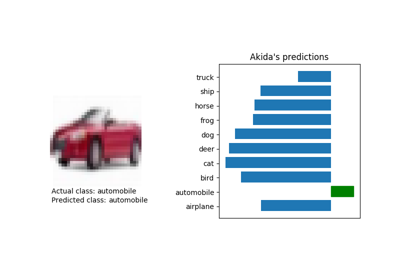 Akida's predictions
truck
ship
horse
frog
dog
deer
cat
bird
automobile
airplane
Actual class: automobile
Predicted class: automobile